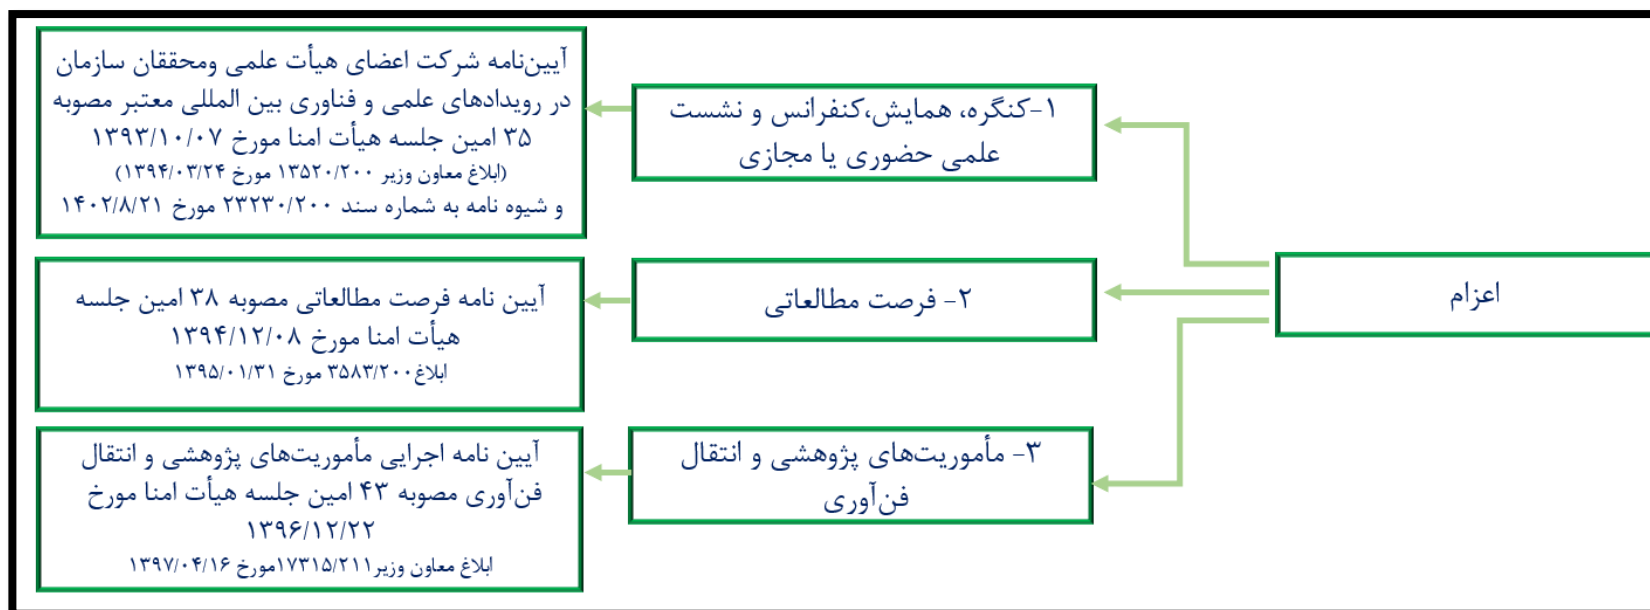 اعزام
۱-کنگره، همایش،کنفرانس و نشست
علمی حضوری یا مجازی
آیین‌نامه شرکت اعضای هیأت علمی ومحققان سازمان
در رویدادهای علمی و فناوری بین المللی معتبر مصوبه
۳۵ امین جلسه هیأت امنا مورخ ۱۳۹۳/۱۰/۰۷
(ابلاغ معاون وزیر ۱۳۵۲۰/۲۰۰ مورخ ۱۳۹۴/۰۳/۲۴)
و شیوه نامه به شماره سند ۲۳۲۳۰/۲۰۰ مورخ ۱۴۰۲/۸/۲۱
۲- فرصت مطالعاتی
آیین نامه فرصت مطالعاتی مصوبه ۳۸ امین جلسه
هیأت امنا مورخ ۱۳۹۴/۱۲/۰۸
ابلاغ۳۵۸۳/۲۰۰ مورخ ۱۳۹۵/۰۱/۳۱
۳- مأموریت‌های پژوهشی و انتقال
فن‌آوری
آیین نامه اجرایی مأموریت‌های پژوهشی و انتقال
فن‌آوری مصوبه ۴۳ امین جلسه هیأت امنا مورخ
۱۳۹۶/۱۲/۲۲
ابلاغ معاون وزیر۱۷۳۱۵/۲۱۱مورخ ۱۳۹۷/۰۴/۱۶